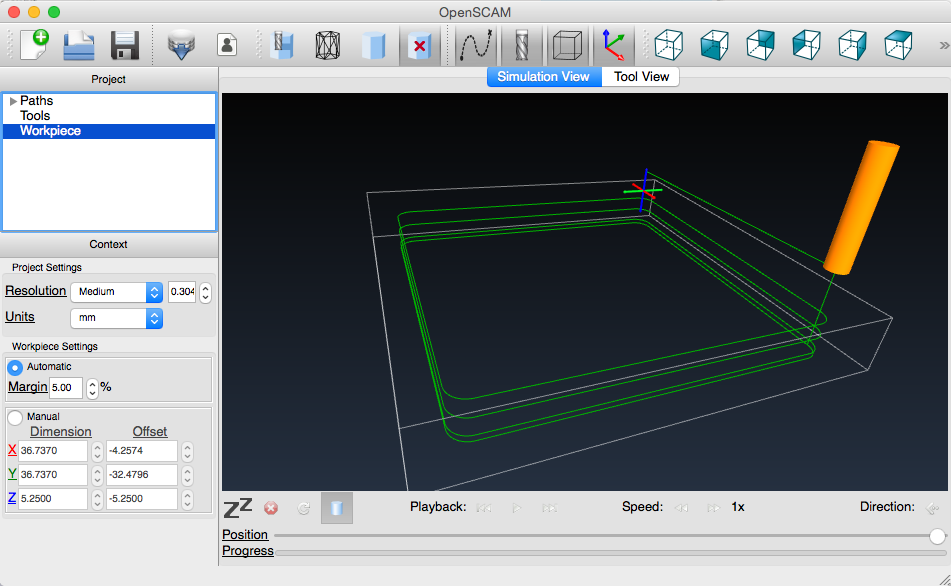 OpenSCAM
Project
Simulation View Tool View
Paths
Tools
Workpiece
Context
Project Settings
Resolution Medium 0.304
Units mm
Workpiece Settings
Automatic
Margin 5.00 %
Manual
Dimension Offset
X 36.7370 -4.2574
Y 36.7370 -32.4796
Z 5.2500 -5.2500
ZZ Playback: Speed: 1x Direction:
Position
Progress